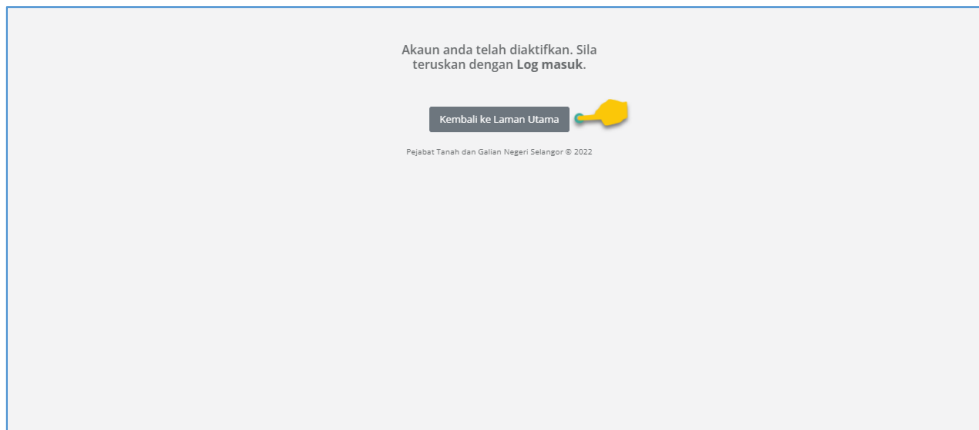 Akaun anda telah diaktifkan. Sila
teruskan dengan Log masuk.
Kembali ke Laman Utama
Pejabat Tanah dan Galian Negeri Selangor © 2022